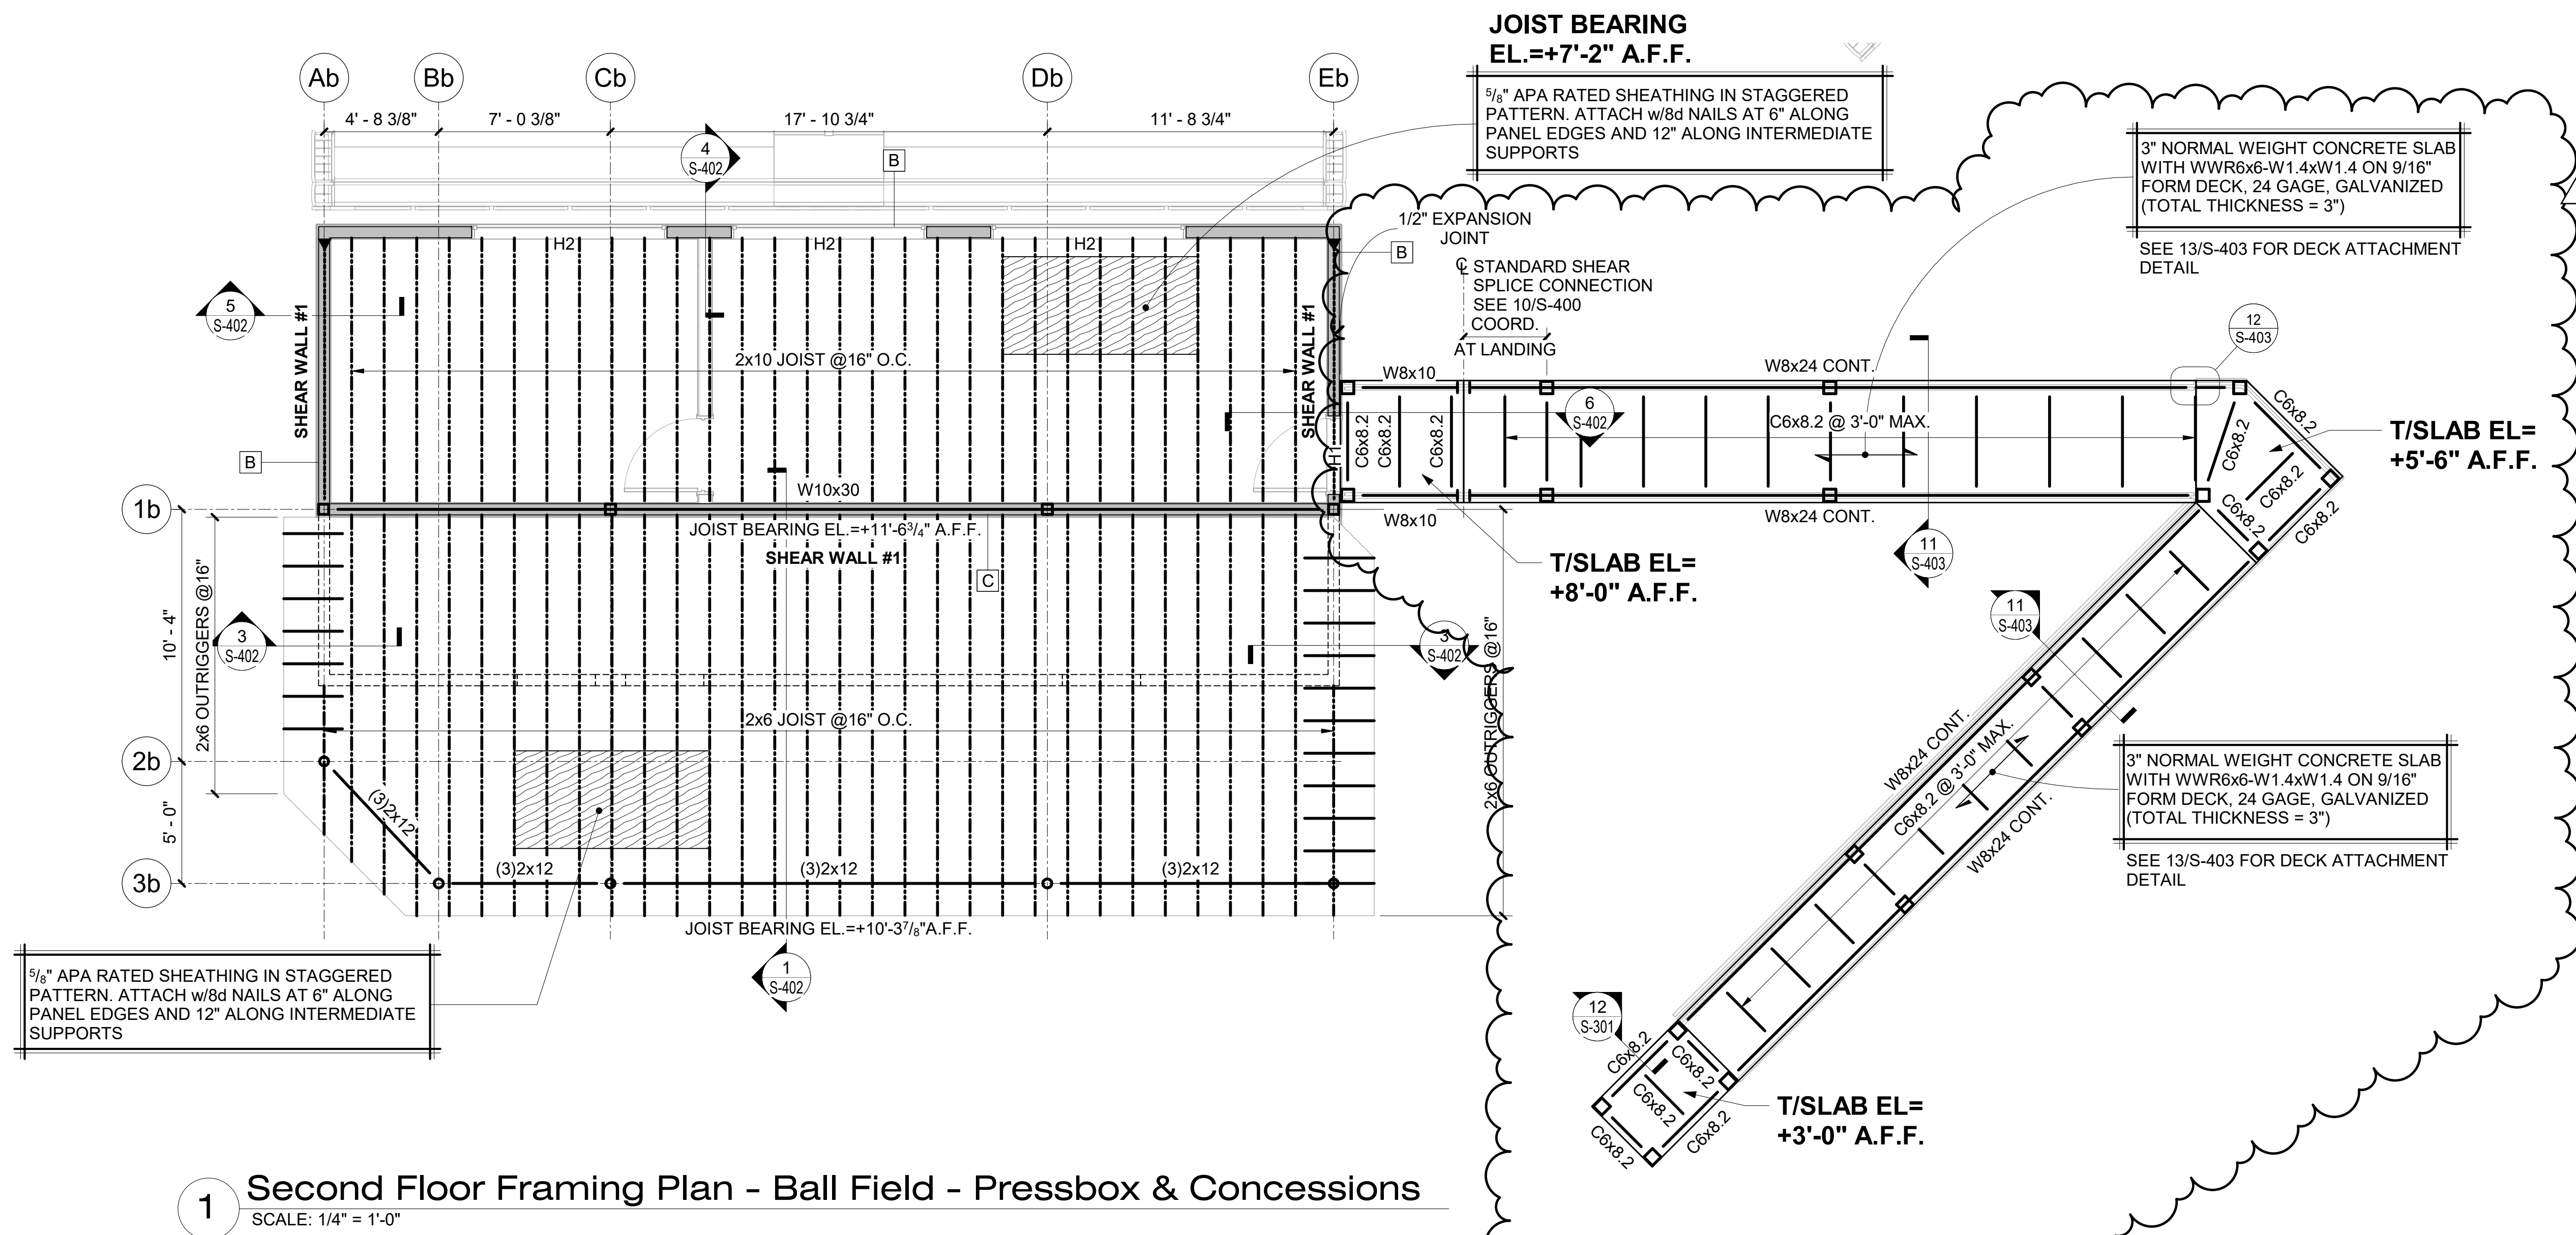 JOIST BEARING
EL.=+7'-2" A.F.F.
Ab
Bb
Cb
Db
Eb
4' - 8 3/8"
7' - 0 3/8"
17' - 10 3/4"
11' - 8 3/4"
5/8" APA RATED SHEATHING IN STAGGERED
PATTERN. ATTACH w/8d NAILS AT 6" ALONG
PANEL EDGES AND 12" ALONG INTERMEDIATE
SUPPORTS
3" NORMAL WEIGHT CONCRETE SLAB
WITH WWR6x6-W1.4xW1.4 ON 9/16"
FORM DECK, 24 GAGE, GALVANIZED
(TOTAL THICKNESS = 3")
SEE 13/S-403 FOR DECK ATTACHMENT
DETAIL
4
S-402
B
1/2" EXPANSION
JOINT
B
H2
H2
H2
℄ STANDARD SHEAR
SPLICE CONNECTION
SEE 10/S-400
COORD.
AT LANDING
5
S-402
SHEAR WALL #1
SHEAR WALL #1
2x10 JOIST @16" O.C.
12
S-403
W8x10
W8x24 CONT.
6
S-402
C6x8.2
C6x8.2
C6x8.2
C6x8.2 @ 3'-0" MAX.
C6x8.2
C6x8.2
C6x8.2
C6x8.2
C6x8.2
T/SLAB EL=
+5'-6" A.F.F.
B
H1
1b
W10x30
W8x10
W8x24 CONT.
JOIST BEARING EL.=+11'-6 3/4" A.F.F.
SHEAR WALL #1
C
T/SLAB EL=
+8'-0" A.F.F.
11
S-403
11
S-403
2x6 OUTRIGGERS @16"
10' - 4"
3
S-402
3
S-402
2x6 OUTRIGGERS @16"
2x6 JOIST @16" O.C.
2b
5' - 0"
(3)2x12
3b
(3)2x12
(3)2x12
(3)2x12
W8x24 CONT.
C6x8.2 @ 3'-0" MAX.
W8x24 CONT.
3" NORMAL WEIGHT CONCRETE SLAB
WITH WWR6x6-W1.4xW1.4 ON 9/16"
FORM DECK, 24 GAGE, GALVANIZED
(TOTAL THICKNESS = 3")
SEE 13/S-403 FOR DECK ATTACHMENT
DETAIL
JOIST BEARING EL.=+10'-3 7/8"A.F.F.
1
S-402
5/8" APA RATED SHEATHING IN STAGGERED
PATTERN. ATTACH w/8d NAILS AT 6" ALONG
PANEL EDGES AND 12" ALONG INTERMEDIATE
SUPPORTS
12
S-301
C6x8.2
C6x8.2
C6x8.2
C6x8.2
C6x8.2
T/SLAB EL=
+3'-0" A.F.F.
1
Second Floor Framing Plan - Ball Field - Pressbox & Concessions
SCALE: 1/4" = 1'-0"